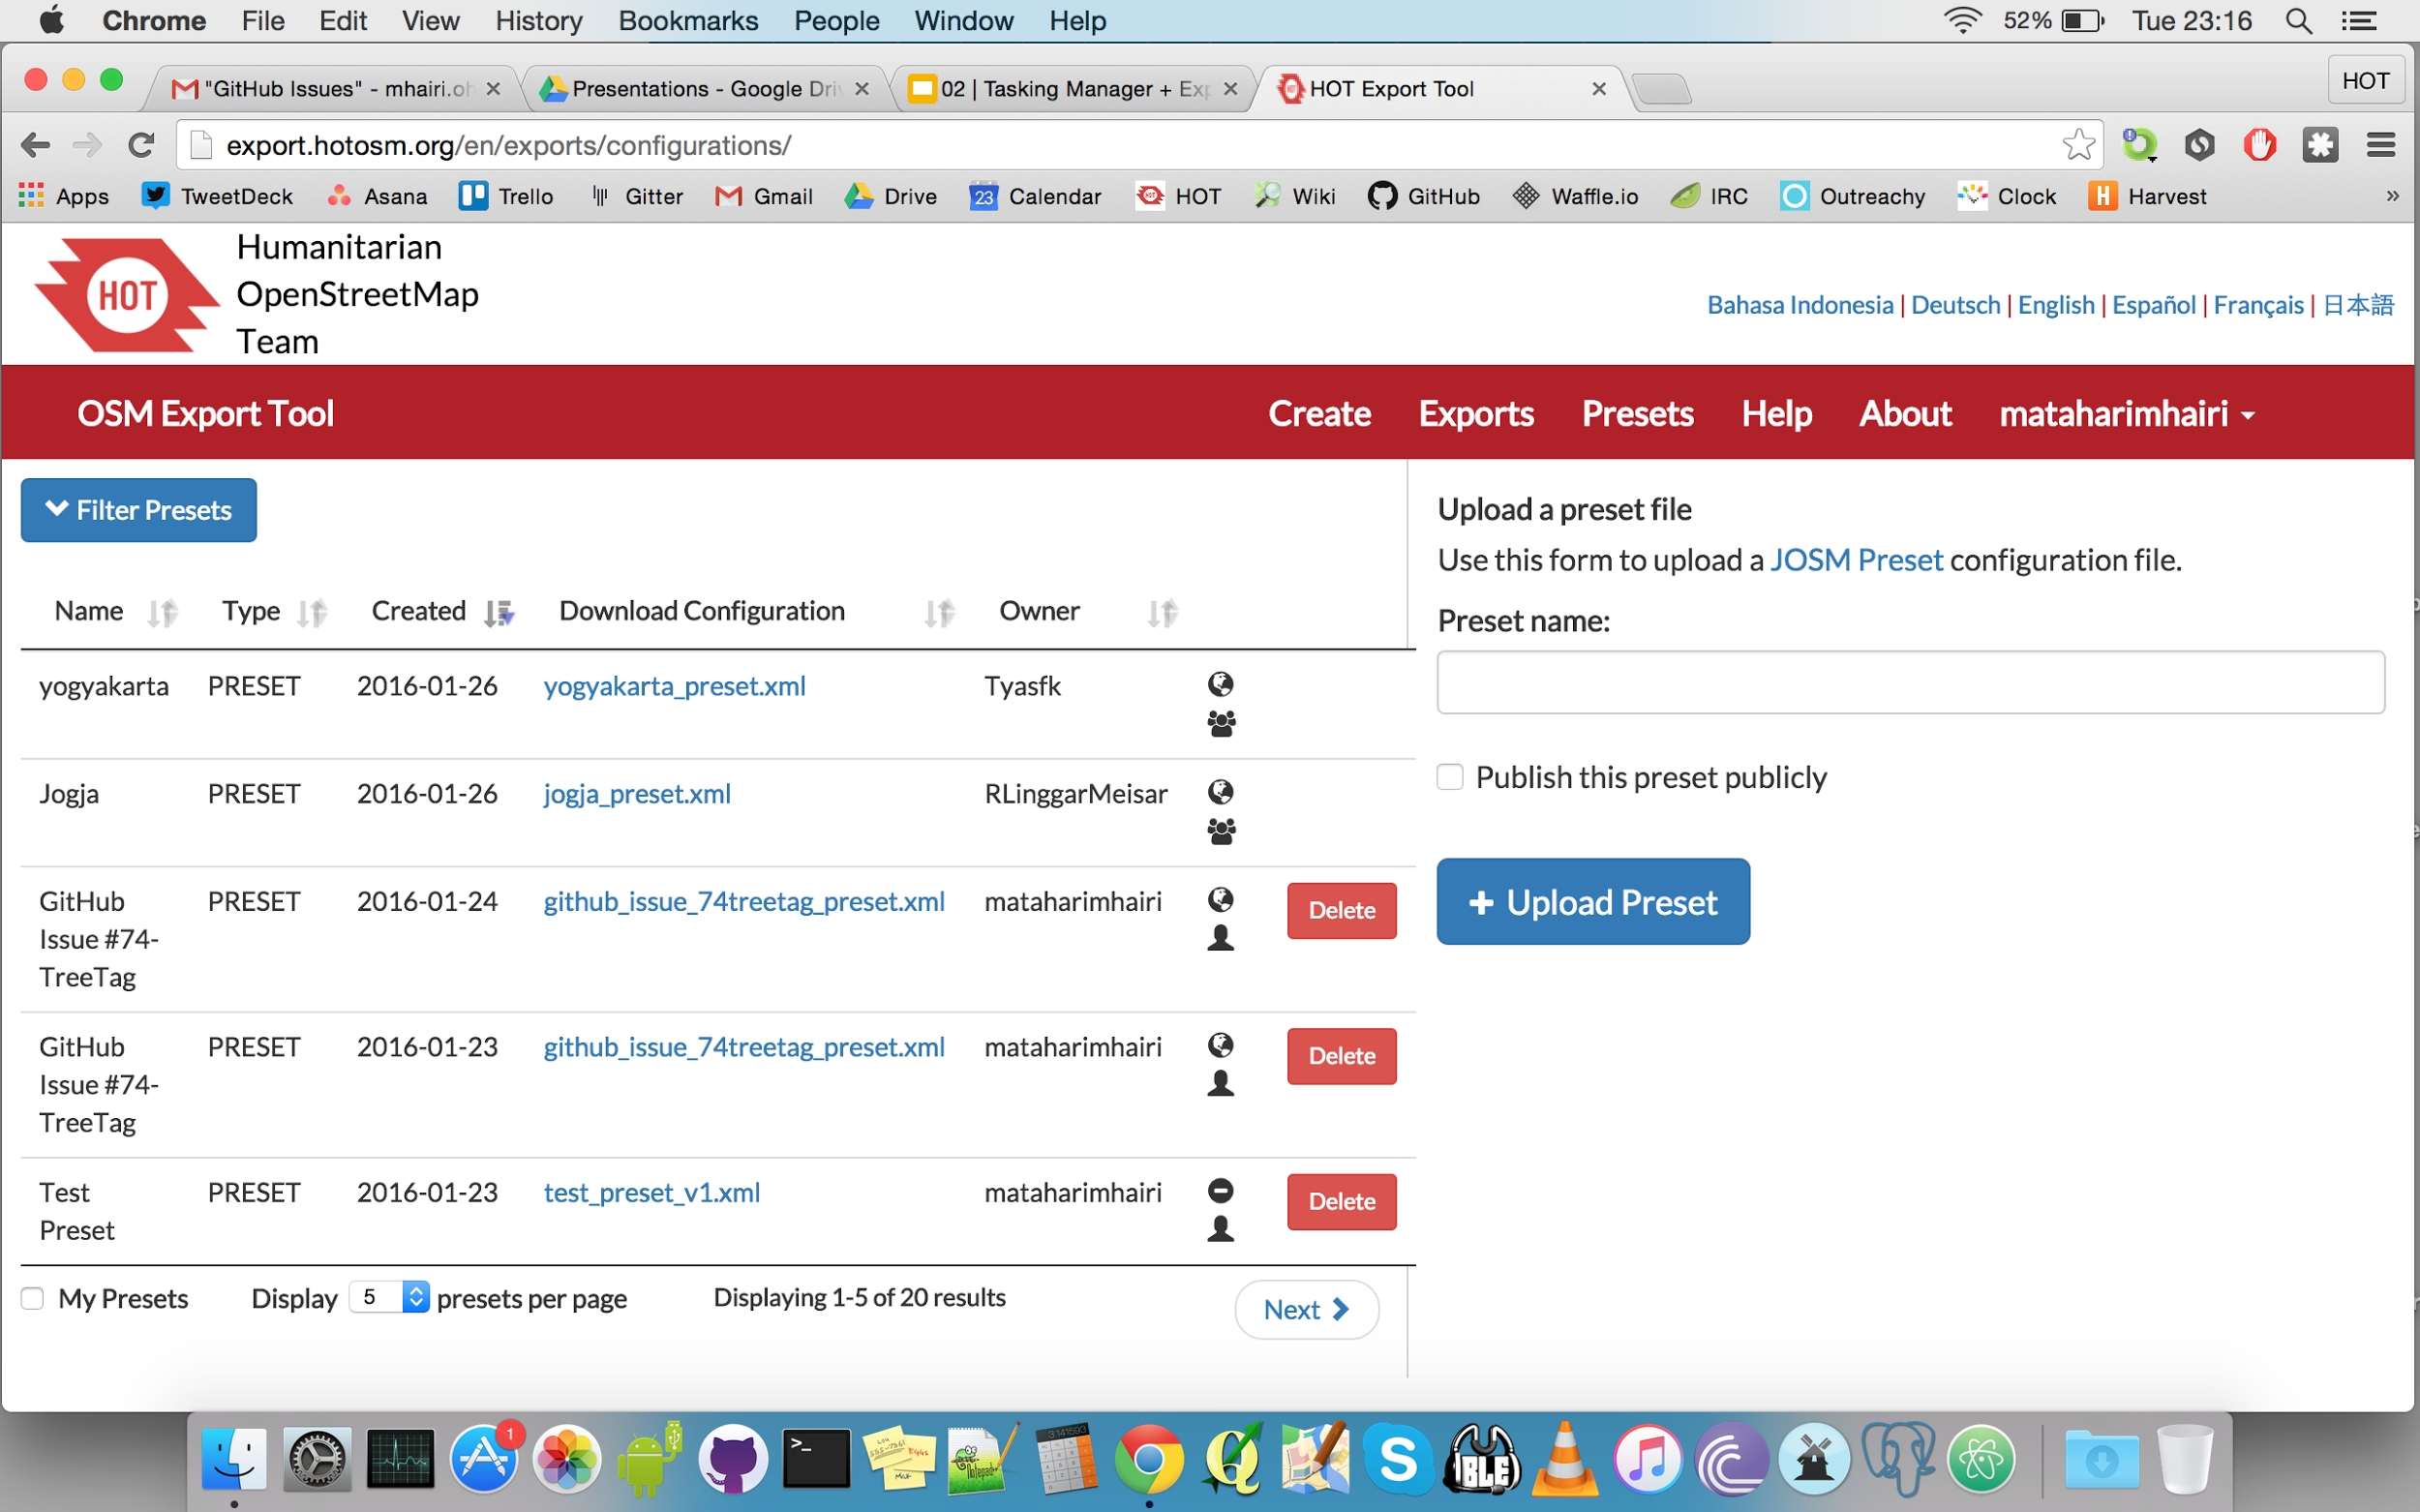 Chrome File Edit View History Bookmarks People Window Help 52% Tue 23:16
"GitHub Issues" - mhairi.oh Presentations - Google Driv 02 | Tasking Manager + Exp HOT Export Tool HOT
export.hotosm.org/en/exports/configurations/
Apps TweetDeck Asana Trello Gitter Gmail Drive 23 Calendar HOT Wiki GitHub Waffle.io IRC Outreachy Clock H Harvest »
HOT
Humanitarian
OpenStreetMap
Team
Bahasa Indonesia | Deutsch | English | Español | Français | 日本語
OSM Export Tool Create Exports Presets Help About mataharimhairi
Filter Presets
Name Type Created Download Configuration Owner
yogyakarta PRESET 2016-01-26 yogyakarta_preset.xml Tyasfk
Jogja PRESET 2016-01-26 jogja_preset.xml RLinggarMeisar
GitHub PRESET 2016-01-24 github_issue_74treetag_preset.xml mataharimhairi Delete
Issue #74-
TreeTag
GitHub PRESET 2016-01-23 github_issue_74treetag_preset.xml mataharimhairi Delete
Issue #74-
TreeTag
Test PRESET 2016-01-23 test_preset_v1.xml mataharimhairi Delete
Preset
My Presets Display 5 presets per page Displaying 1-5 of 20 results Next
Upload a preset file
Use this form to upload a JOSM Preset configuration file.
Preset name:
Publish this preset publicly
+ Upload Preset
1
3.141593
>_
IBLE